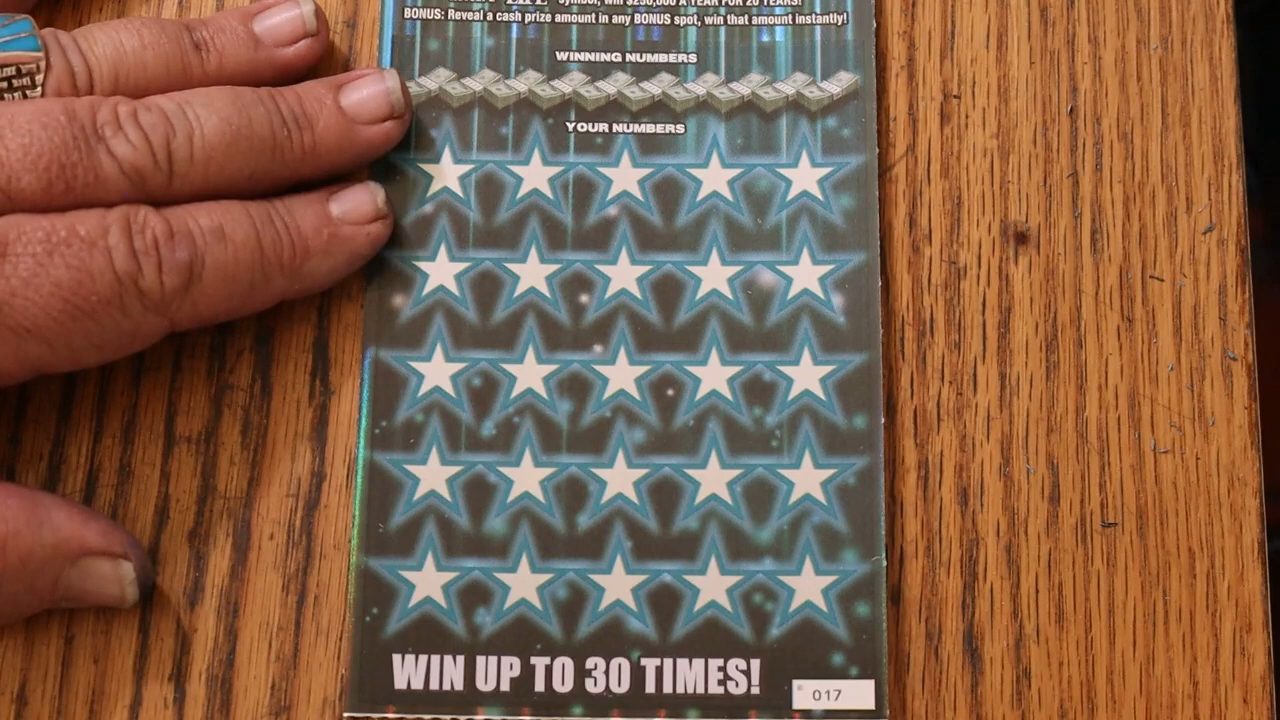 LIFE symbol, win $250,000 A YEAR FOR 20 YEARS!
BONUS: Reveal a cash prize amount in any BONUS spot, win that amount instantly!
WINNING NUMBERS
YOUR NUMBERS
WIN UP TO 30 TIMES!
017